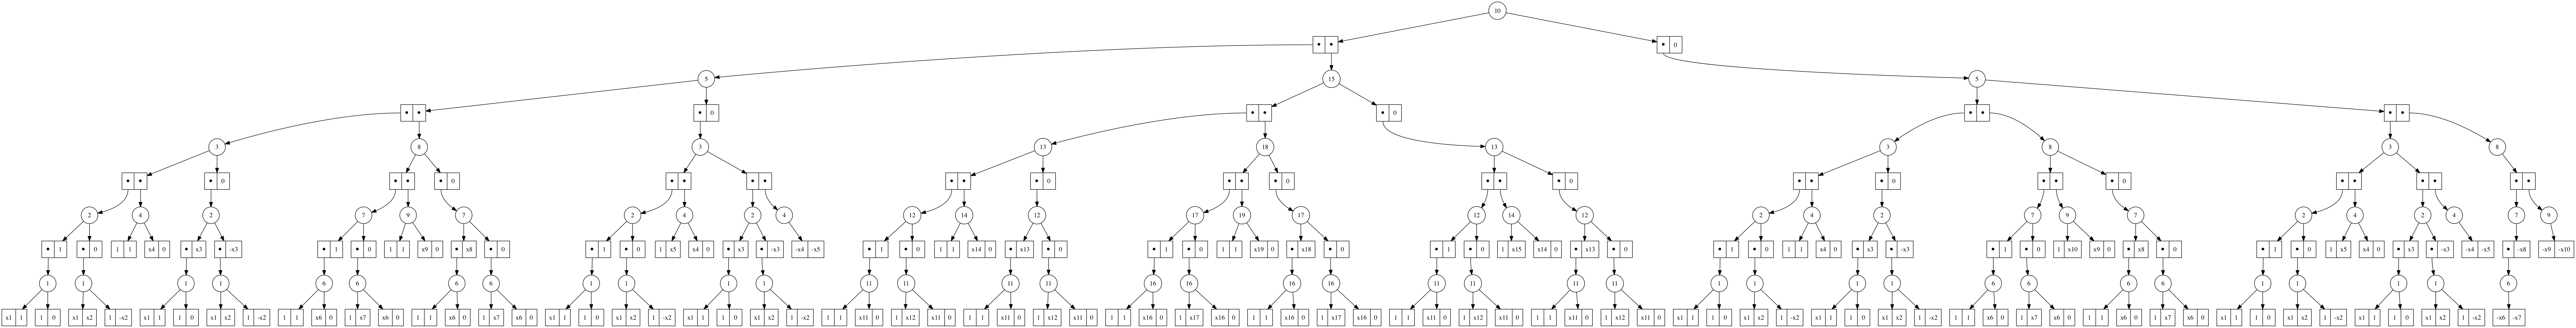 10
• • • 0
5 15 5
• • • 0 • • • 0 • • • •
3 8 3 13 18 13 3 8 3 8
• • • 0 • • • 0 • • • • • • • 0 • • • 0 • • • 0 • • • 0 • • • 0 • • • • • •
2 4 2 7 9 7 2 4 2 4 12 14 12 17 19 17 12 14 12 2 4 2 7 9 7 2 4 2 4 7 9
• 1 • 0 1 1 x4 0 • x3 • -x3 • 1 • 0 1 1 x9 0 • x8 • 0 • 1 • 0 1 x5 x4 0 • x3 • -x3 -x4 -x5 • 1 • 0 1 1 x14 0 • x13 • 0 • 1 • 0 1 1 x19 0 • x18 • 0 • 1 • 0 1 x15 x14 0 • x13 • 0 • 1 • 0 1 1 x4 0 • x3 • -x3 • 1 • 0 1 x10 x9 0 • x8 • 0 • 1 • 0 1 x5 x4 0 • x3 • -x3 -x4 -x5 • -x8 -x9 -x10
1 1 1 1 6 6 6 6 1 1 1 1 11 11 11 11 16 16 16 16 11 11 11 11 1 1 1 1 6 6 6 6 1 1 1 1 6
x1 1 1 0 x1 x2 1 -x2 x1 1 1 0 x1 x2 1 -x2 1 1 x6 0 1 x7 x6 0 1 1 x6 0 1 x7 x6 0 x1 1 1 0 x1 x2 1 -x2 x1 1 1 0 x1 x2 1 -x2 1 1 x11 0 1 x12 x11 0 1 1 x11 0 1 x12 x11 0 1 1 x16 0 1 x17 x16 0 1 1 x16 0 1 x17 x16 0 1 1 x11 0 1 x12 x11 0 1 1 x11 0 1 x12 x11 0 x1 1 1 0 x1 x2 1 -x2 x1 1 1 0 x1 x2 1 -x2 1 1 x6 0 1 x7 x6 0 1 1 x6 0 1 x7 x6 0 x1 1 1 0 x1 x2 1 -x2 x1 1 1 0 x1 x2 1 -x2 -x6 -x7